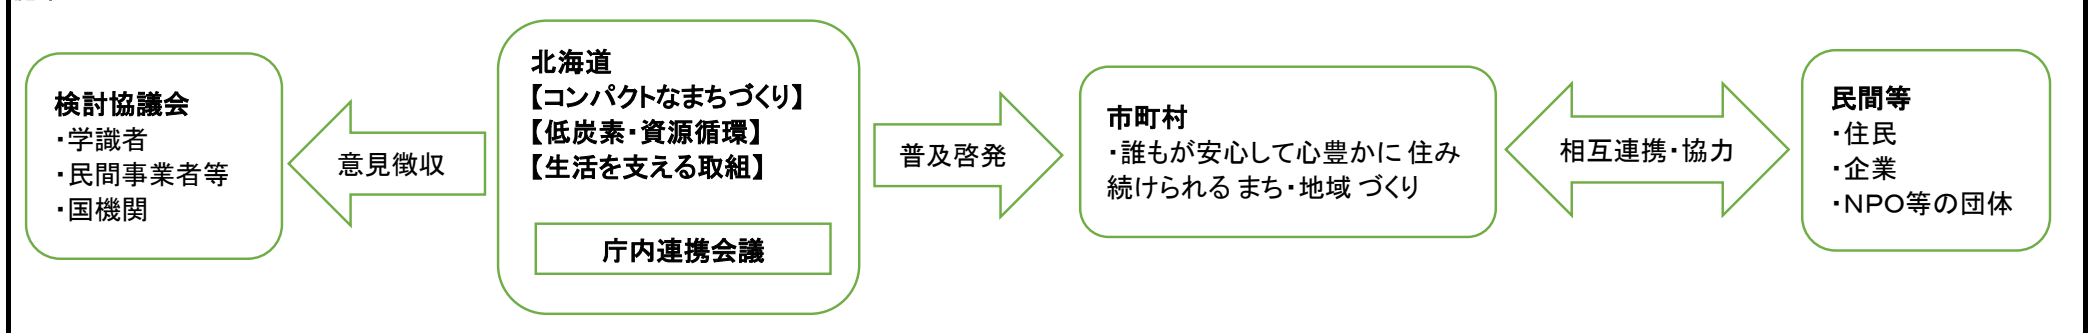 検討協議会
・学識者
・民間事業者等
・国機関
意見徴収
北海道
【コンパクトなまちづくり】
【低炭素・資源循環】
【生活を支える取組】
庁内連携会議
普及啓発
市町村
・誰もが安心して心豊かに 住み
続けられる まち・地域 づくり
相互連携・協力
民間等
・住民
・企業
・NPO等の団体